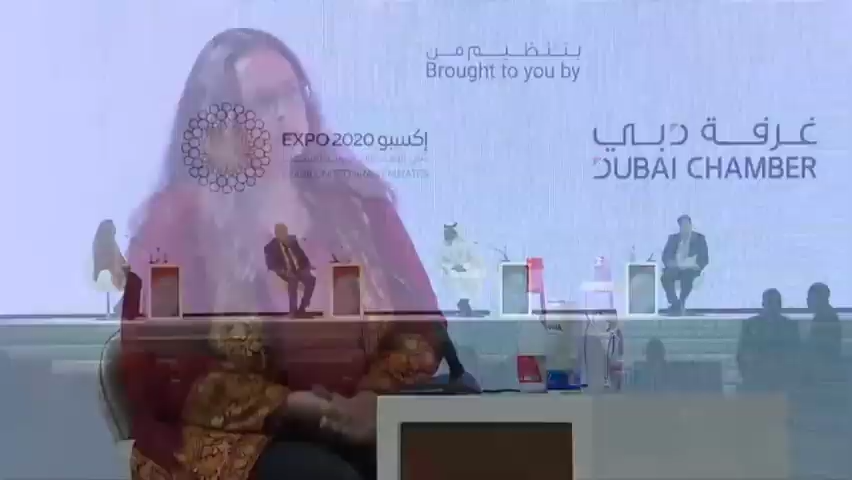 بتنظيم من
Brought to you by
EXPO 2020 إكسبو
غرفة دبي
DUBAI CHAMBER